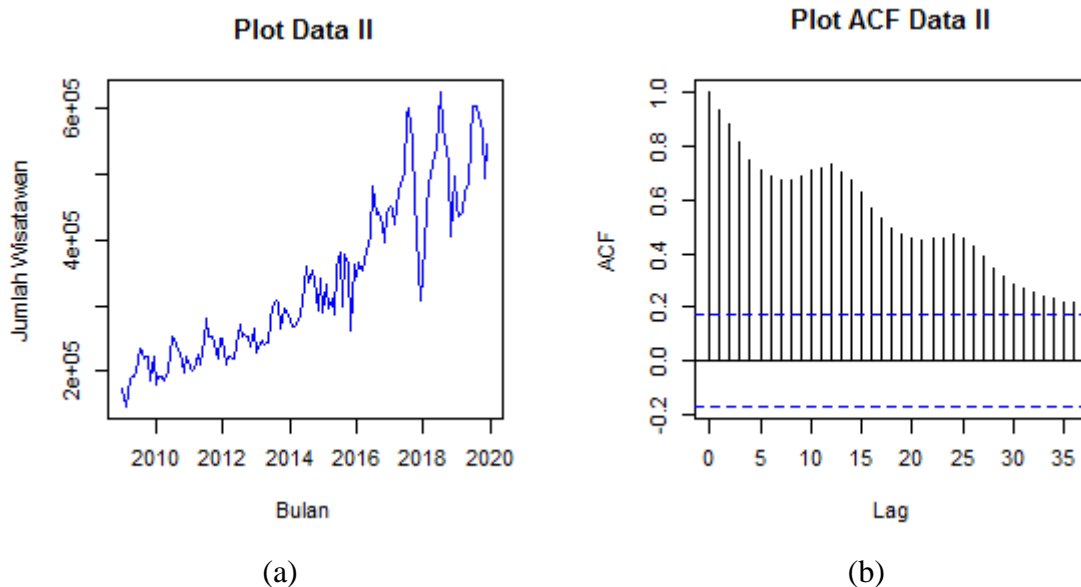 Plot Data II
Jumlah Wisatawan
6e+05
4e+05
2e+05
2010 2012 2014 2016 2018 2020
Bulan
(a)
Plot ACF Data II
ACF
1.0
0.8
0.6
0.4
0.2
0.0
-0.2
0 5 10 15 20 25 30 35
Lag
(b)